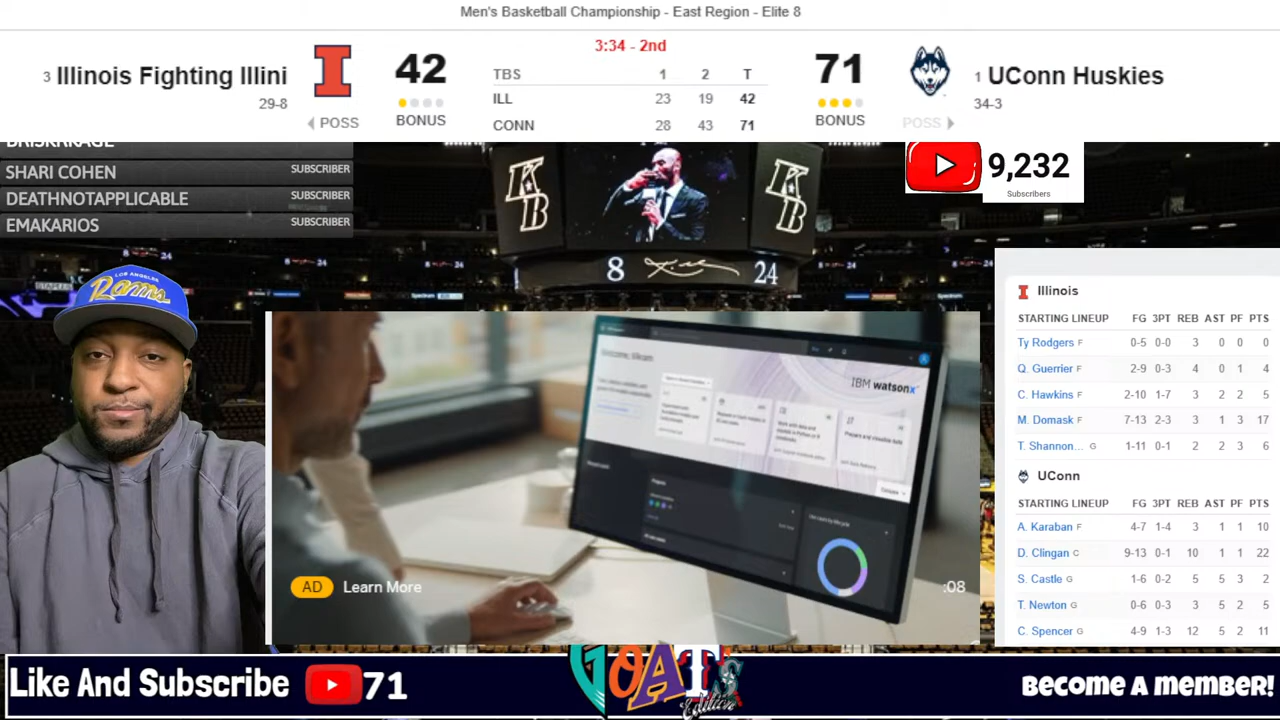 Men's Basketball Championship - East Region - Elite 8
3 Illinois Fighting Illini
29-8
42
BONUS
POSS
3:34 - 2nd
TBS 1 2 T
ILL 23 19 42
CONN 28 43 71
71
BONUS
POSS
1 UConn Huskies
34-3
SHARI COHEN SUBSCRIBER
DEATHNOTAPPLICABLE SUBSCRIBER
EMAKARIOS SUBSCRIBER
KB
KB
8 24
9,232
Subscribers
LOS ANGELES
Rams
IBM watsonx
AD Learn More :08
Illinois
STARTING LINEUP FG 3PT REB AST PF PTS
Ty Rodgers F 0-5 0-0 3 0 0 0
Q. Guerrier F 2-9 0-3 4 0 1 4
C. Hawkins F 2-10 1-7 3 2 2 5
M. Domask F 7-13 2-3 3 1 3 17
T. Shannon... G 1-11 0-1 2 2 3 6
UConn
STARTING LINEUP FG 3PT REB AST PF PTS
A. Karaban F 4-7 1-4 3 1 1 10
D. Clingan C 9-13 0-1 10 1 1 22
S. Castle G 1-6 0-2 5 5 3 2
T. Newton G 0-6 0-3 3 5 2 5
C. Spencer G 4-9 1-3 12 5 2 11
Like And Subscribe 71
GOATS
Edition
Become a member!